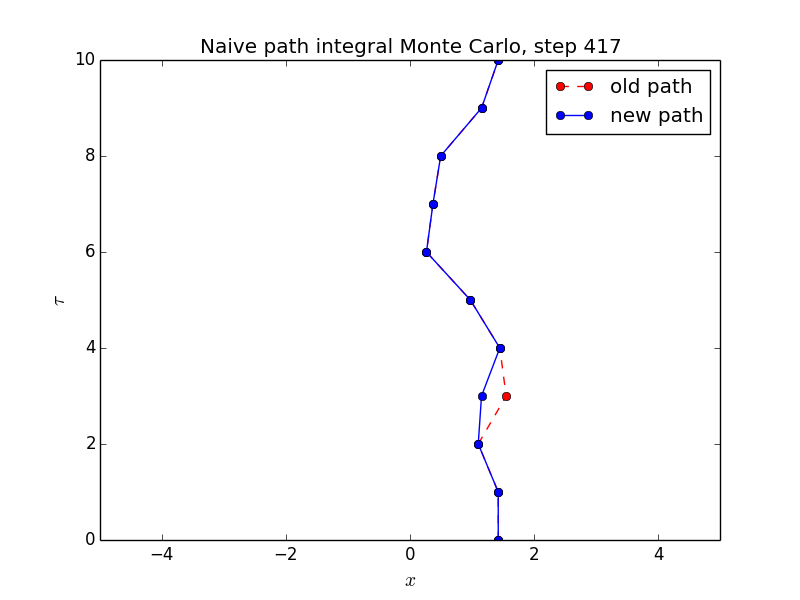 Naive path integral Monte Carlo, step 417
old path
new path
10
8
6
4
2
0
τ
−4 −2 0 2 4
x